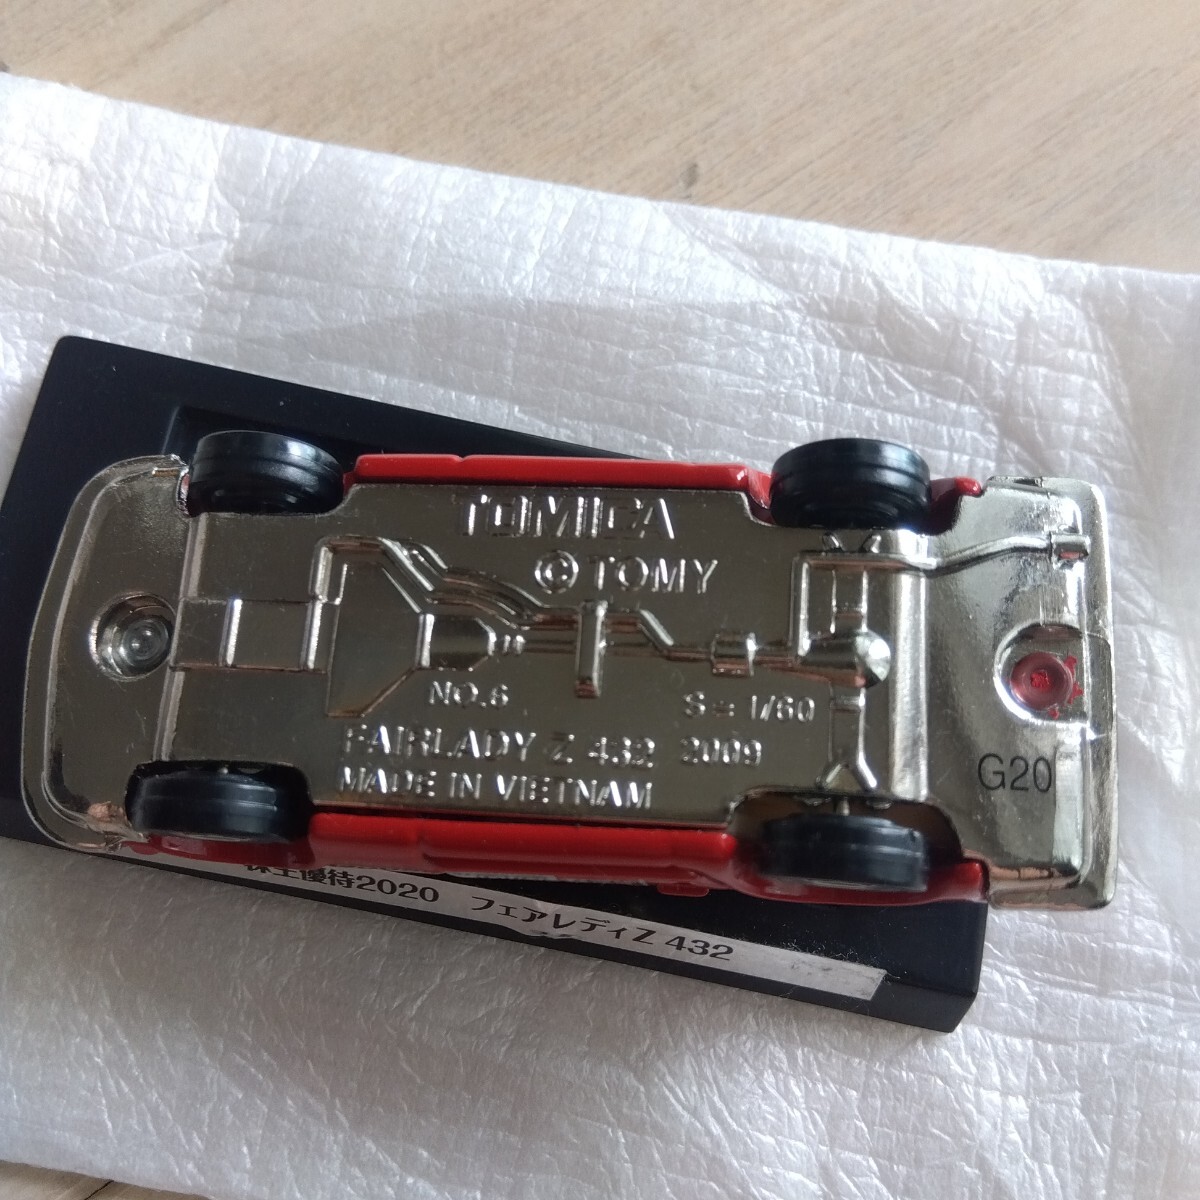 TOMICA
© TOMY
NO.6 S = 1/60
FAIRLADY Z 432 2009
MADE IN VIETNAM
G20
株主優待2020 フェアレディZ 432